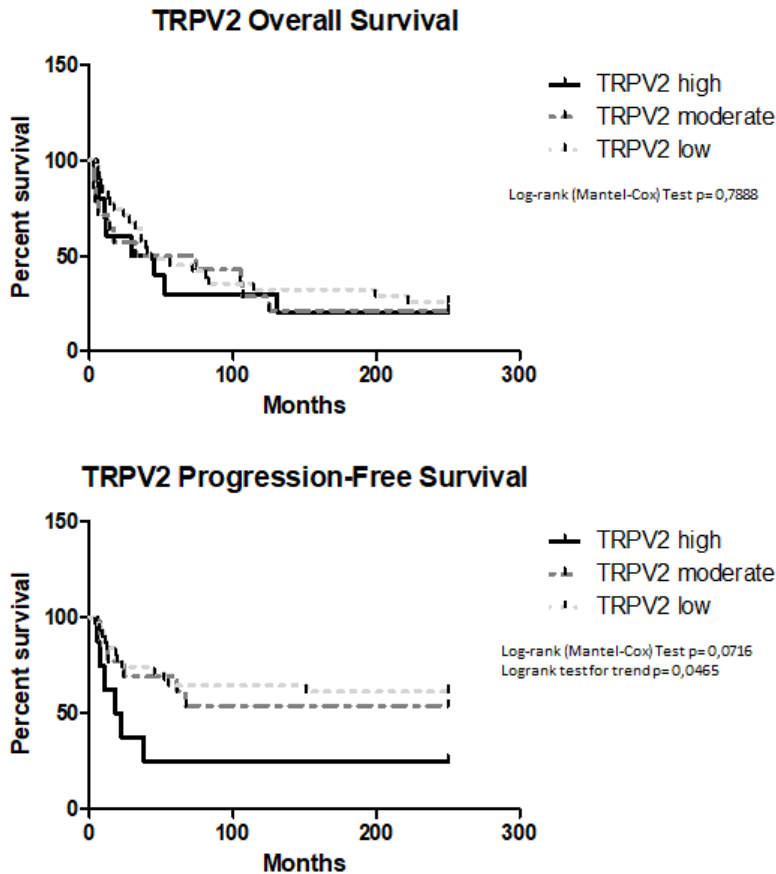 TRPV2 Overall Survival
150
100
50
0
Percent survival
0 100 200 300
Months
TRPV2 high
TRPV2 moderate
TRPV2 low
Log-rank (Mantel-Cox) Test p= 0,7888
TRPV2 Progression-Free Survival
150
100
50
0
Percent survival
0 100 200 300
Months
TRPV2 high
TRPV2 moderate
TRPV2 low
Log-rank (Mantel-Cox) Test p= 0,0716
Logrank test for trend p= 0,0465